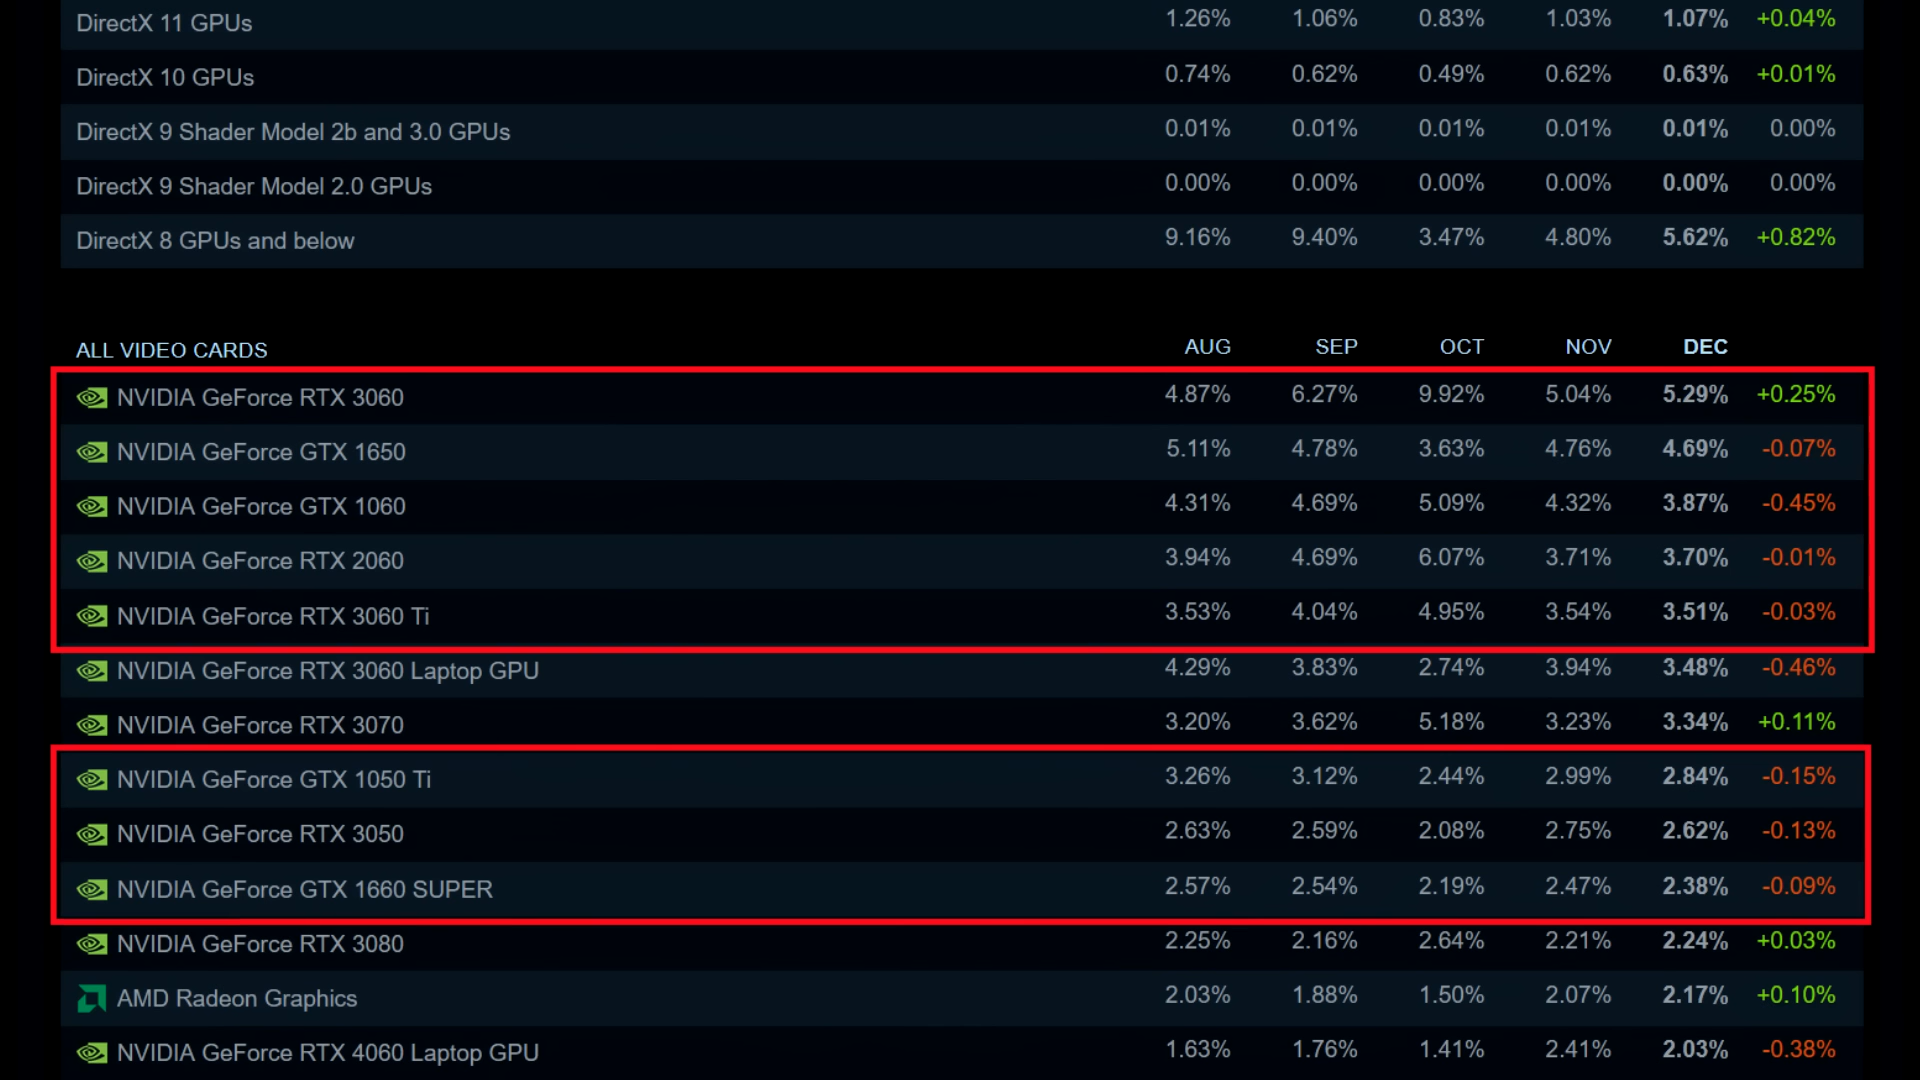 DirectX 11 GPUs 1.26% 1.06% 0.83% 1.03% 1.07% +0.04%
DirectX 10 GPUs 0.74% 0.62% 0.49% 0.62% 0.63% +0.01%
DirectX 9 Shader Model 2b and 3.0 GPUs 0.01% 0.01% 0.01% 0.01% 0.01% 0.00%
DirectX 9 Shader Model 2.0 GPUs 0.00% 0.00% 0.00% 0.00% 0.00% 0.00%
DirectX 8 GPUs and below 9.16% 9.40% 3.47% 4.80% 5.62% +0.82%
ALL VIDEO CARDS AUG SEP OCT NOV DEC
NVIDIA GeForce RTX 3060 4.87% 6.27% 9.92% 5.04% 5.29% +0.25%
NVIDIA GeForce GTX 1650 5.11% 4.78% 3.63% 4.76% 4.69% -0.07%
NVIDIA GeForce GTX 1060 4.31% 4.69% 5.09% 4.32% 3.87% -0.45%
NVIDIA GeForce RTX 2060 3.94% 4.69% 6.07% 3.71% 3.70% -0.01%
NVIDIA GeForce RTX 3060 Ti 3.53% 4.04% 4.95% 3.54% 3.51% -0.03%
NVIDIA GeForce RTX 3060 Laptop GPU 4.29% 3.83% 2.74% 3.94% 3.48% -0.46%
NVIDIA GeForce RTX 3070 3.20% 3.62% 5.18% 3.23% 3.34% +0.11%
NVIDIA GeForce GTX 1050 Ti 3.26% 3.12% 2.44% 2.99% 2.84% -0.15%
NVIDIA GeForce RTX 3050 2.63% 2.59% 2.08% 2.75% 2.62% -0.13%
NVIDIA GeForce GTX 1660 SUPER 2.57% 2.54% 2.19% 2.47% 2.38% -0.09%
NVIDIA GeForce RTX 3080 2.25% 2.16% 2.64% 2.21% 2.24% +0.03%
AMD Radeon Graphics 2.03% 1.88% 1.50% 2.07% 2.17% +0.10%
NVIDIA GeForce RTX 4060 Laptop GPU 1.63% 1.76% 1.41% 2.41% 2.03% -0.38%